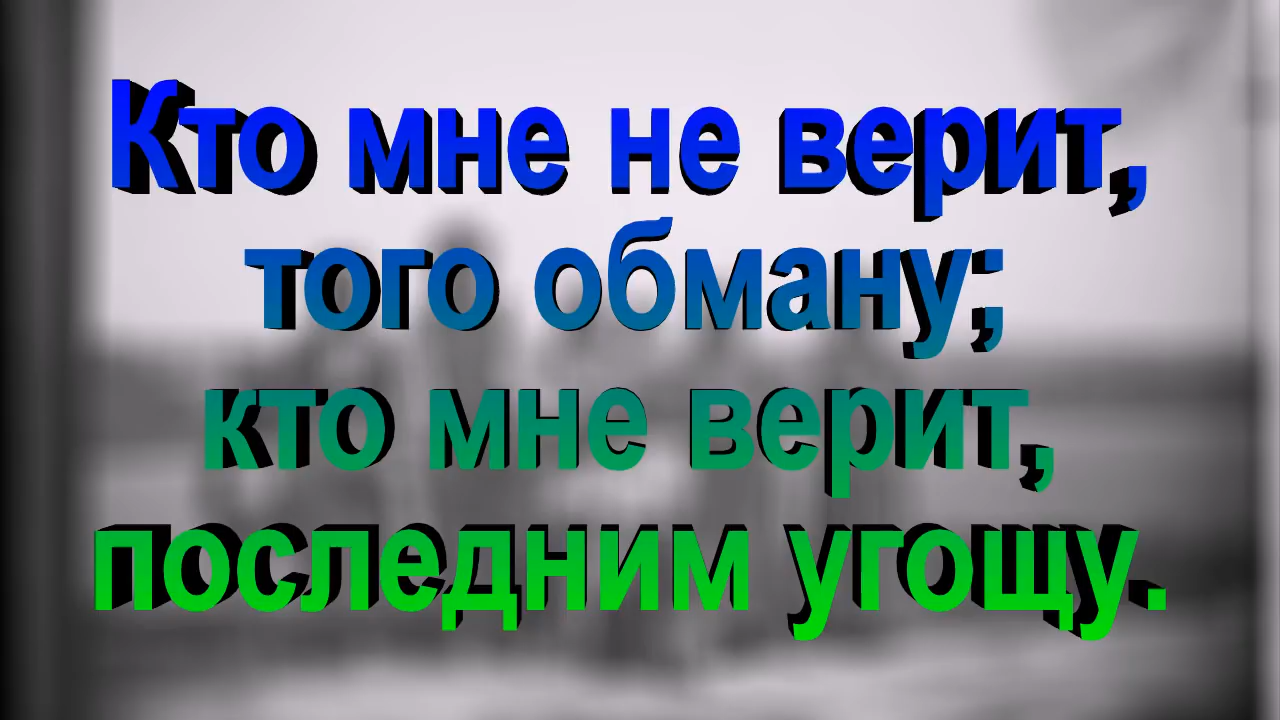 Кто мне не верит,
того обману;
кто мне верит,
последним угощу.